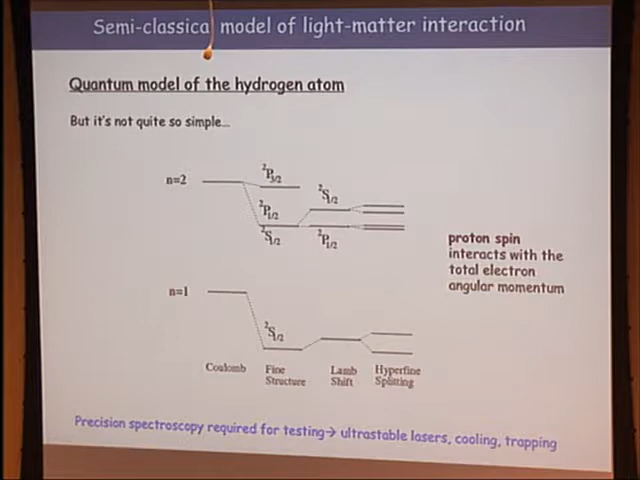 Semi-classical model of light-matter interaction
Quantum model of the hydrogen atom
But it's not quite so simple...
n=2
²P3/2
²P1/2
²S1/2
²S1/2
²P1/2
proton spin
interacts with the
total electron
angular momentum
n=1
²S1/2
Coulomb
Fine
Structure
Lamb
Shift
Hyperfine
Splitting
Precision spectroscopy required for testing→ ultrastable lasers, cooling, trapping